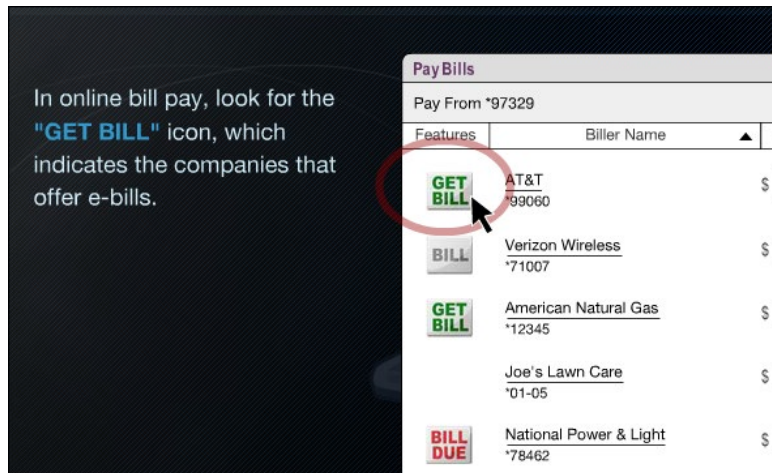 In online bill pay, look for the
"GET BILL" icon, which
indicates the companies that
offer e-bills.
Pay Bills
Pay From *97329
Features Biller Name
GET
BILL
AT&T
*99060
$
BILL
Verizon Wireless
*71007
$
GET
BILL
American Natural Gas
*12345
$
Joe's Lawn Care
*01-05
$
BILL
DUE
National Power & Light
*78462
$